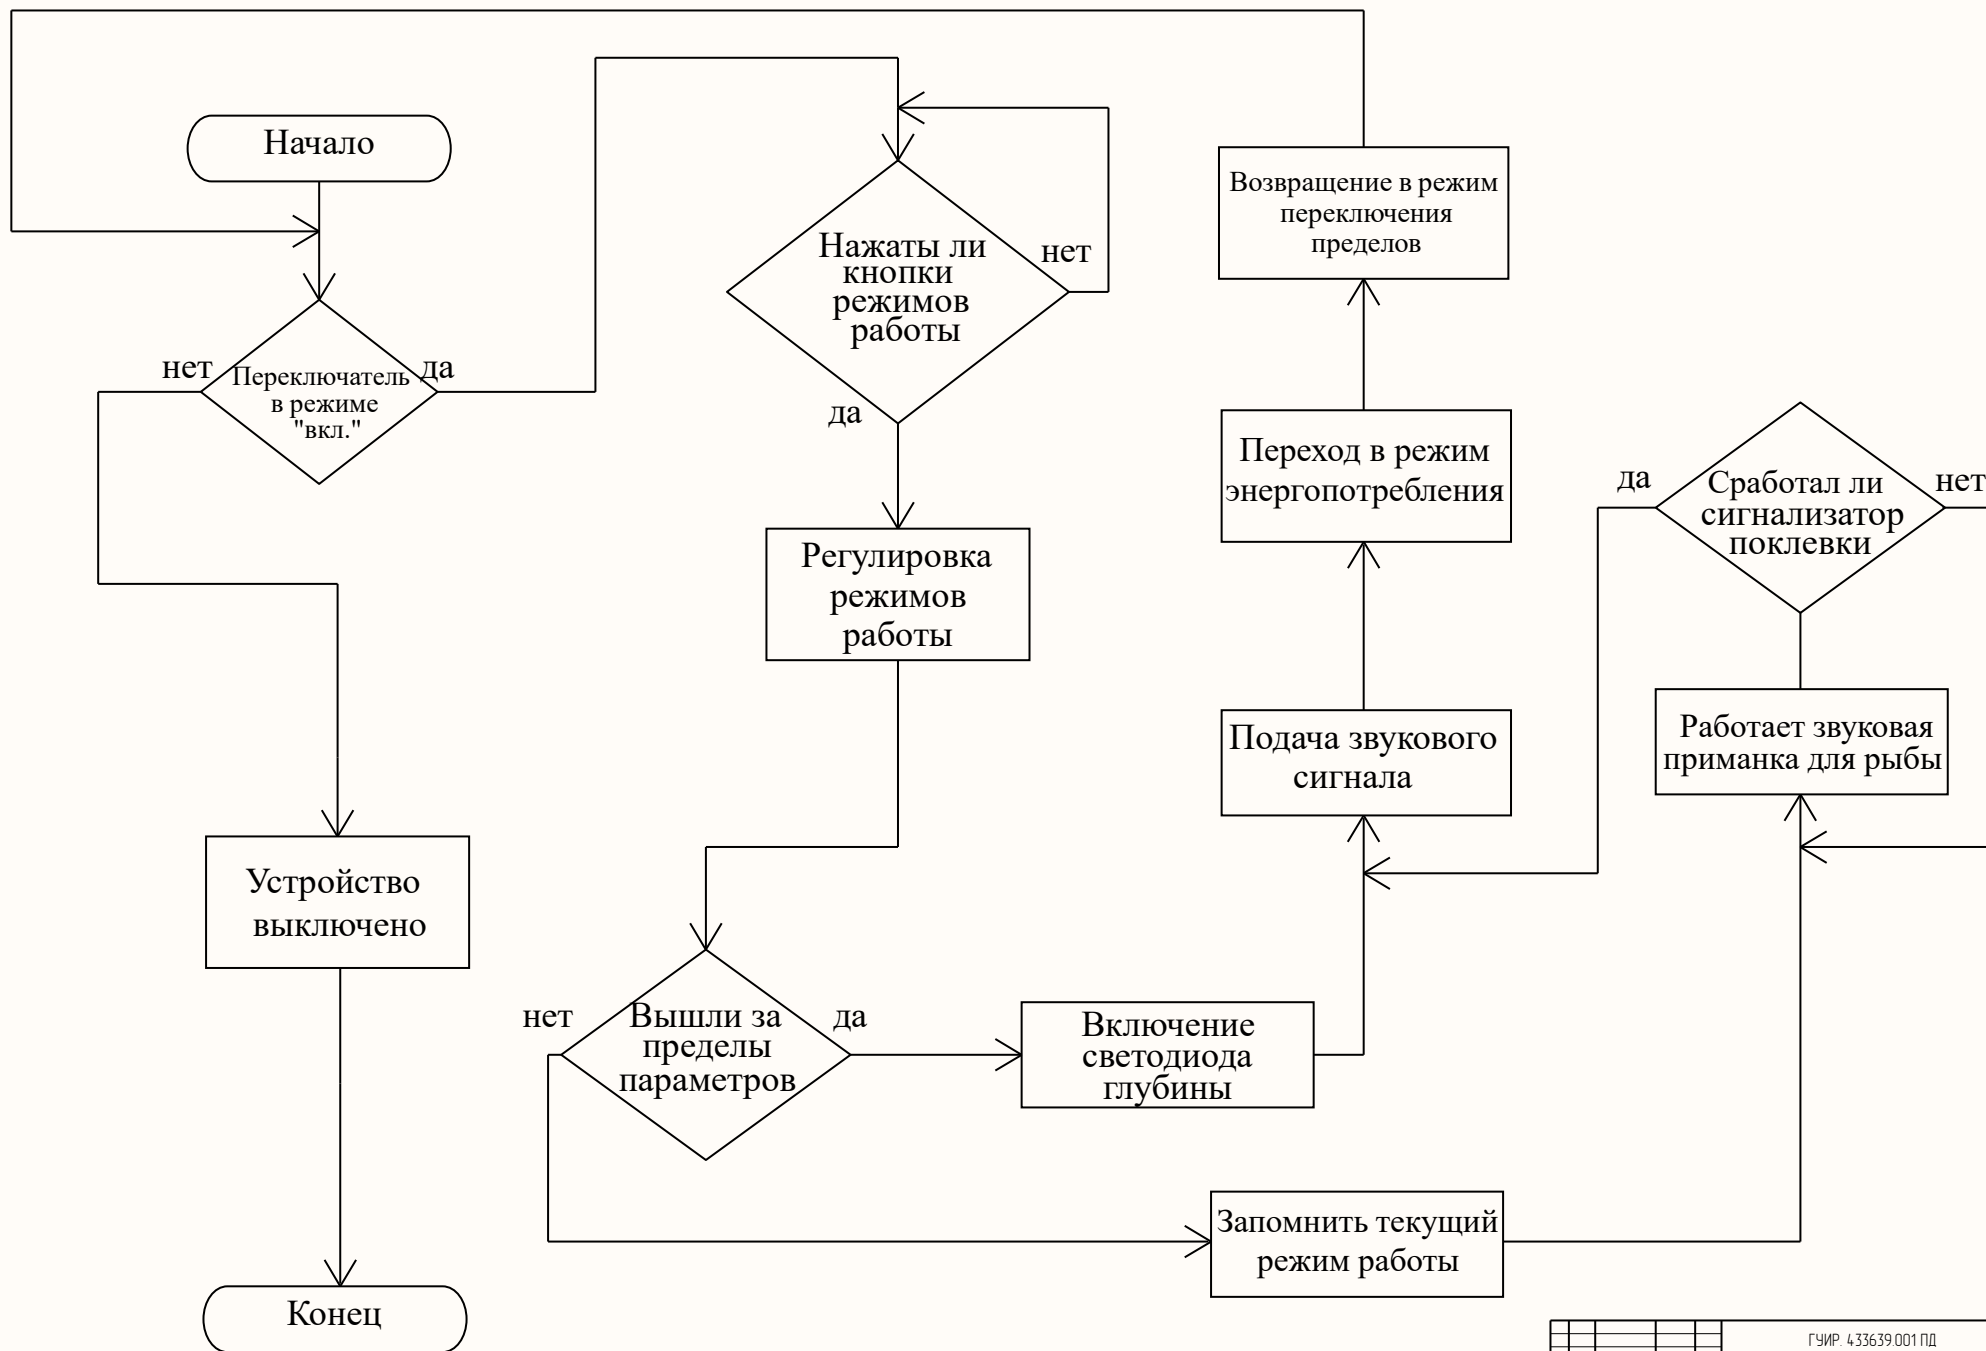 Начало
нет
Переключатель
в режиме
"вкл."
да
Устройство
выключено
Конец
Нажаты ли
кнопки
режимов
работы
нет
да
Регулировка
режимов
работы
нет
Вышли за
пределы
параметров
да
Включение
светодиода
глубины
Запомнить текущий
режим работы
Возвращение в режим
переключения
пределов
Переход в режим
энергопотребления
Подача звукового
сигнала
да
Сработал ли
сигнализатор
поклевки
нет
Работает звуковая
приманка для рыбы
ГУИР. 433639.001 ПД